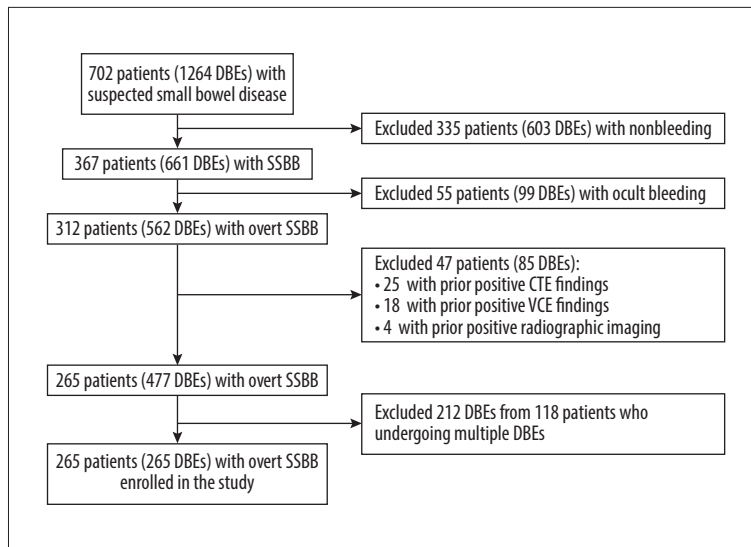 702 patients (1264 DBEs) with
suspected small bowel disease
Excluded 335 patients (603 DBEs) with nonbleeding
367 patients (661 DBEs) with SSBB
Excluded 55 patients (99 DBEs) with ocult bleeding
312 patients (562 DBEs) with overt SSBB
Excluded 47 patients (85 DBEs):
• 25 with prior positive CTE findings
• 18 with prior positive VCE findings
• 4 with prior positive radiographic imaging
265 patients (477 DBEs) with overt SSBB
Excluded 212 DBEs from 118 patients who
undergoing multiple DBEs
265 patients (265 DBEs) with overt SSBB
enrolled in the study